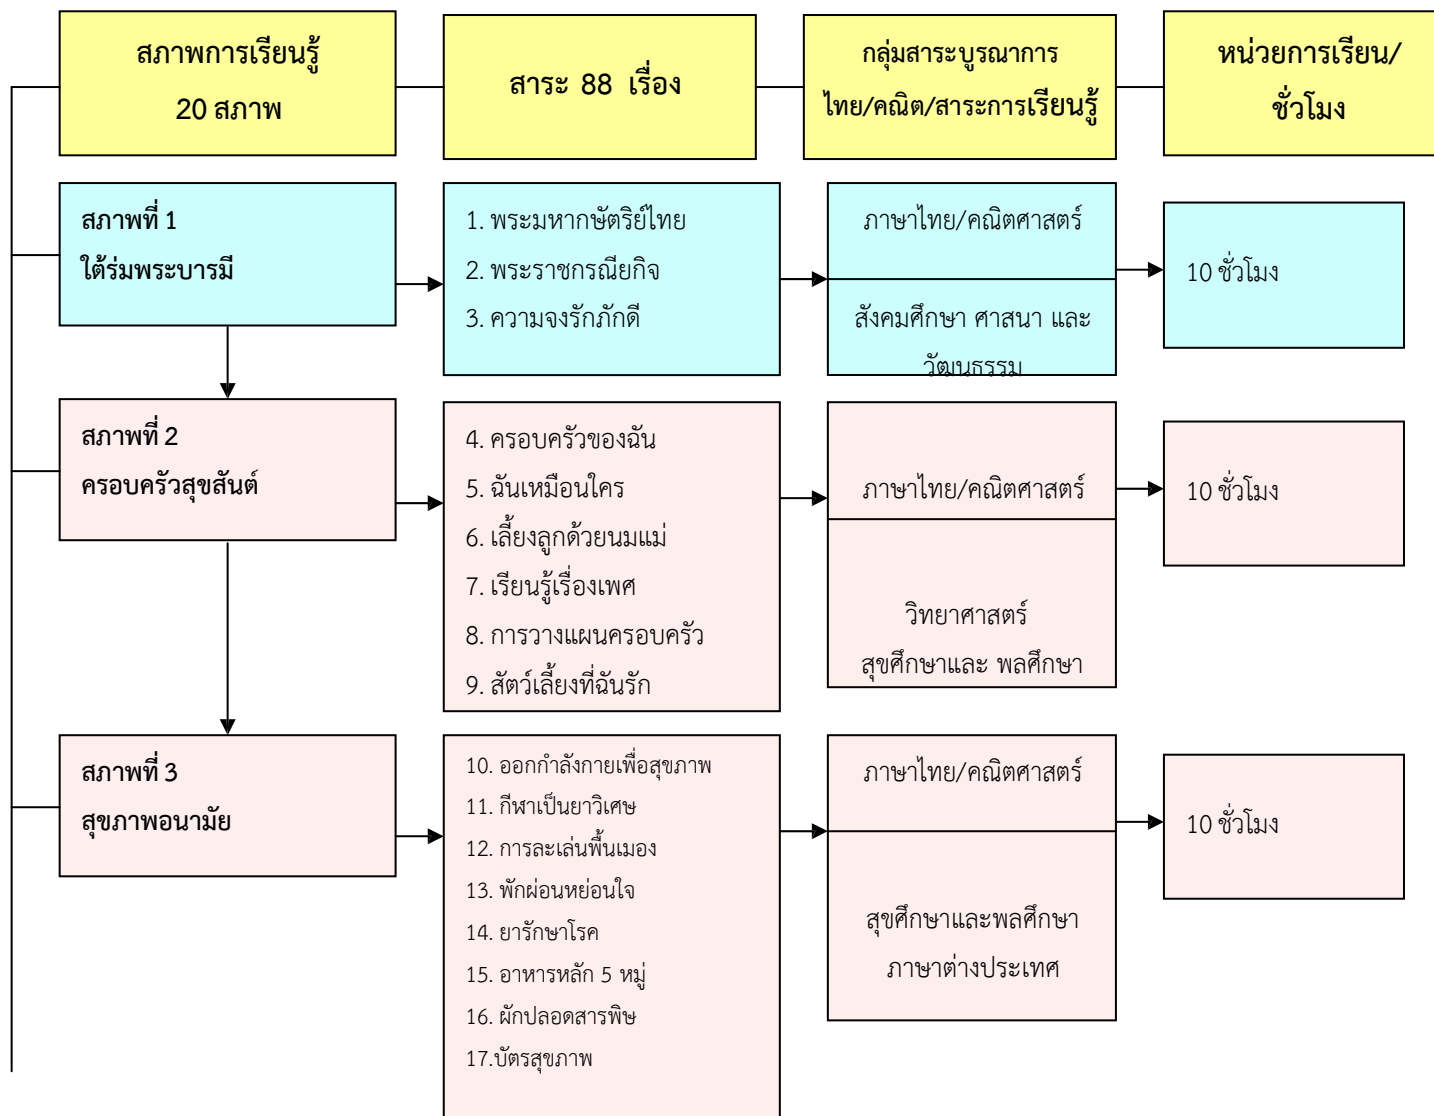 สภาพการเรียนรู้
20 สภาพ
สาระ 88 เรื่อง
กลุ่มสาระบูรณาการ
ไทย/คณิต/สาระการเรียนรู้
หน่วยการเรียน/
ชั่วโมง
สภาพที่ 1
ใต้ร่มพระบารมี
1. พระมหากษัตริย์ไทย
2. พระราชกรณียกิจ
3. ความจงรักภักดี
ภาษาไทย/คณิตศาสตร์
สังคมศึกษา ศาสนา และ
วัฒนธรรม
10 ชั่วโมง
สภาพที่ 2
ครอบครัวสุขสันต์
4. ครอบครัวของฉัน
5. ฉันเหมือนใคร
6. เลี้ยงลูกด้วยนมแม่
7. เรียนรู้เรื่องเพศ
8. การวางแผนครอบครัว
9. สัตว์เลี้ยงที่ฉันรัก
ภาษาไทย/คณิตศาสตร์
วิทยาศาสตร์
สุขศึกษาและ พลศึกษา
10 ชั่วโมง
สภาพที่ 3
สุขภาพอนามัย
10. ออกกำลังกายเพื่อสุขภาพ
11. กีฬาเป็นยาวิเศษ
12. การละเล่นพื้นเมอง
13. พักผ่อนหย่อนใจ
14. ยารักษาโรค
15. อาหารหลัก 5 หมู่
16. ผักปลอดสารพิษ
17.บัตรสุขภาพ
ภาษาไทย/คณิตศาสตร์
สุขศึกษาและพลศึกษา
ภาษาต่างประเทศ
10 ชั่วโมง